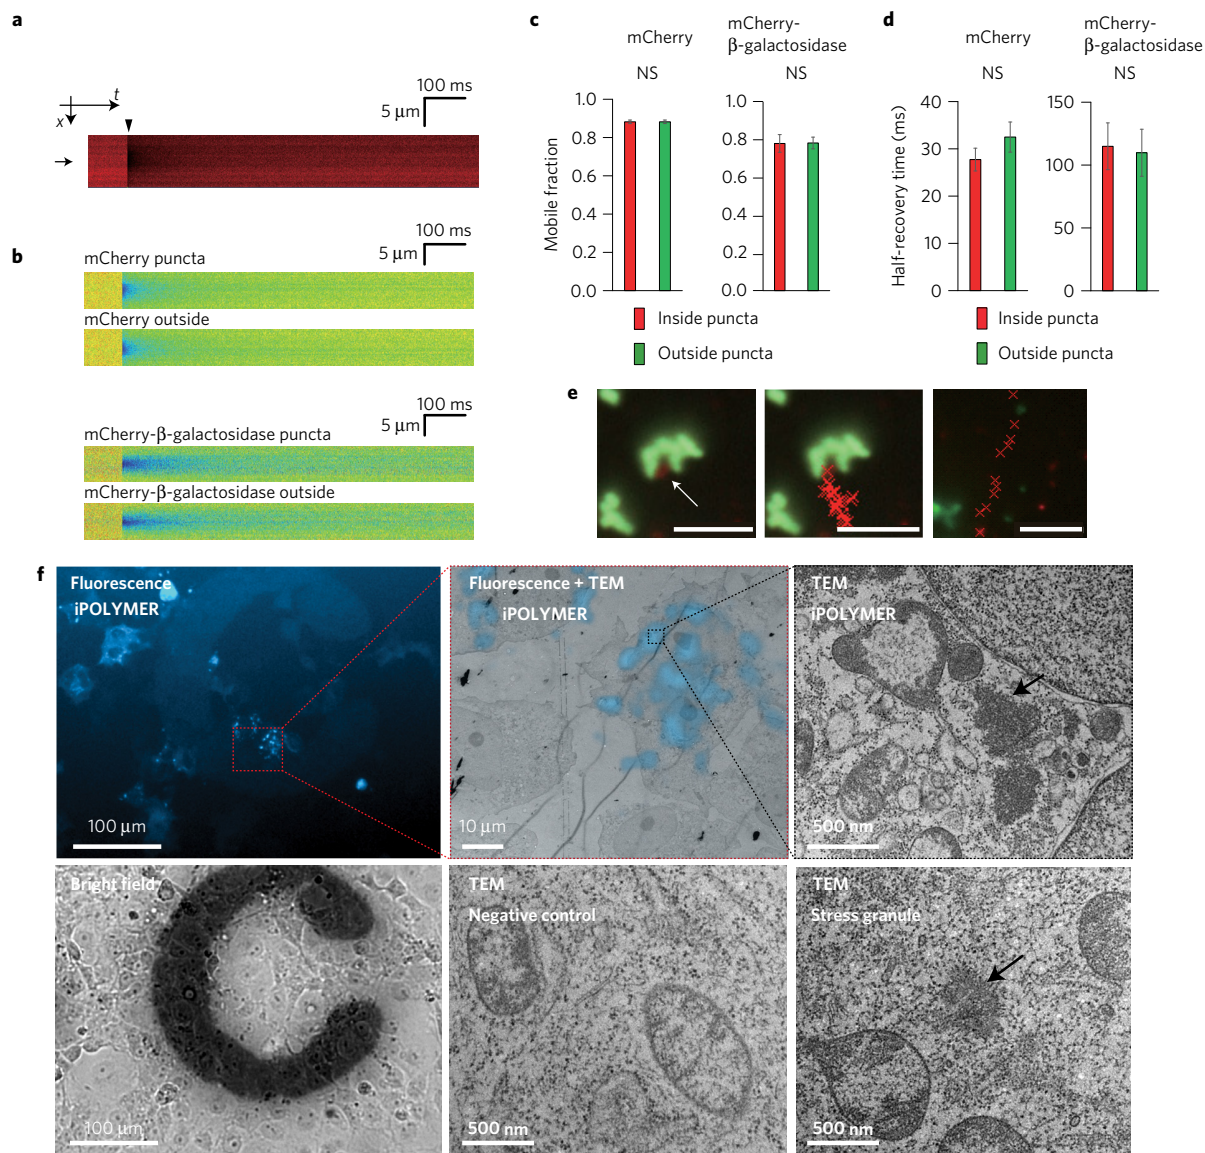 a
t
x
100 ms
5 μm
b
100 ms
5 μm
mCherry puncta
mCherry outside
100 ms
5 μm
mCherry-β-galactosidase puncta
mCherry-β-galactosidase outside
c
mCherry
mCherry-
β-galactosidase
NS
NS
Mobile fraction
1.0
0.8
0.6
0.4
0.2
0.0
1.0
0.8
0.6
0.4
0.2
0.0
Inside puncta
Outside puncta
d
mCherry
mCherry-
β-galactosidase
NS
NS
Half-recovery time (ms)
40
30
20
10
0
150
100
50
0
Inside puncta
Outside puncta
e
f
Fluorescence
iPOLYMER
100 μm
Fluorescence + TEM
iPOLYMER
10 μm
TEM
iPOLYMER
500 nm
Bright field
100 μm
TEM
Negative control
500 nm
TEM
Stress granule
500 nm